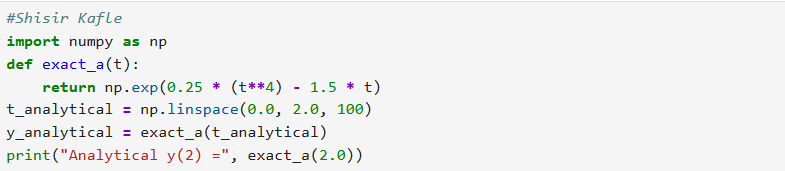 #Shisir Kafle
import numpy as np
def exact_a(t):
    return np.exp(0.25 * (t**4) - 1.5 * t)
t_analytical = np.linspace(0.0, 2.0, 100)
y_analytical = exact_a(t_analytical)
print("Analytical y(2) =", exact_a(2.0))